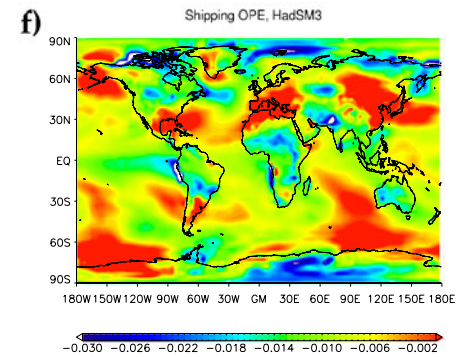 f)
Shipping OPE, HadSM3
90N
60N
30N
EQ
30S
60S
90S
180W 150W 120W 90W 60W 30W GM 30E 60E 90E 120E 150E 180E
-0.030 -0.026 -0.022 -0.018 -0.014 -0.010 -0.006 -0.002